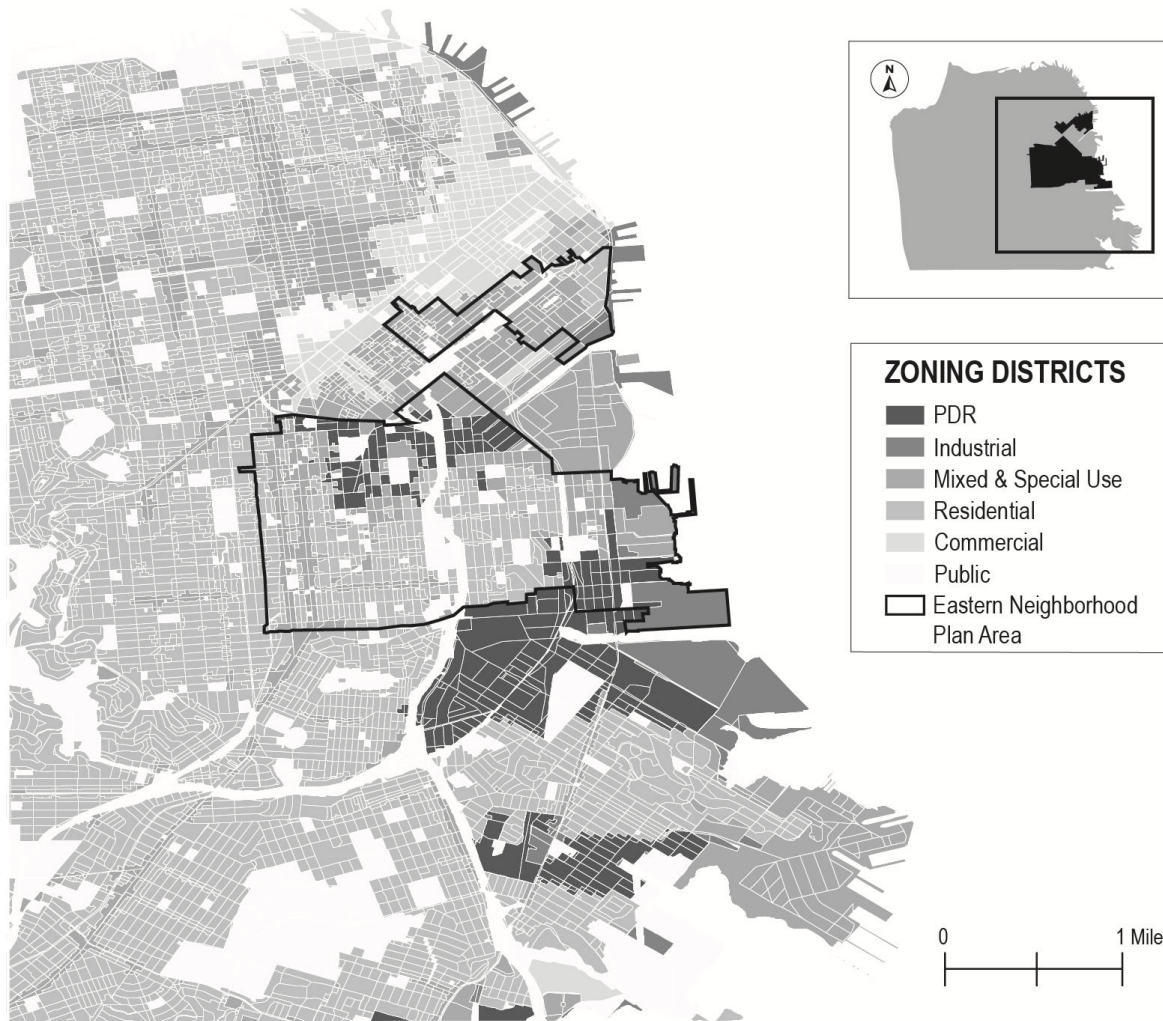 N
ZONING DISTRICTS
PDR
Industrial
Mixed & Special Use
Residential
Commercial
Public
Eastern Neighborhood
Plan Area
0
1 Mile